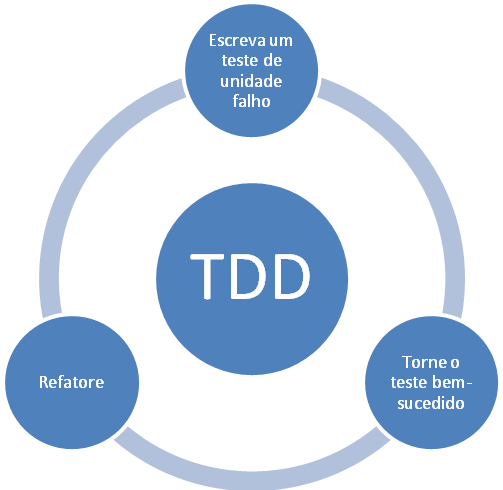 Escreva um
teste de
unidade
falho
TDD
Torne o
teste bem-
sucedido
Refatore